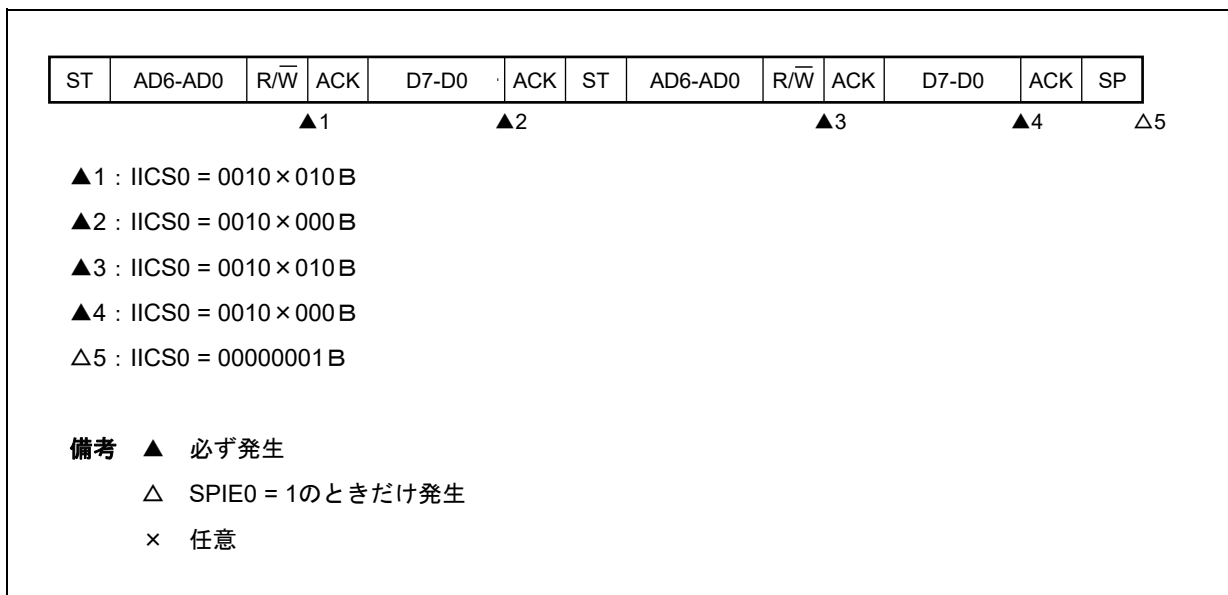 ST AD6-AD0 R/W̅ ACK D7-D0 ACK ST AD6-AD0 R/W̅ ACK D7-D0 ACK SP
▲1 ▲2 ▲3 ▲4 △5
▲1：IICS0 = 0010×010B
▲2：IICS0 = 0010×000B
▲3：IICS0 = 0010×010B
▲4：IICS0 = 0010×000B
△5：IICS0 = 00000001B
備考 ▲ 必ず発生
△ SPIE0 = 1のときだけ発生
× 任意